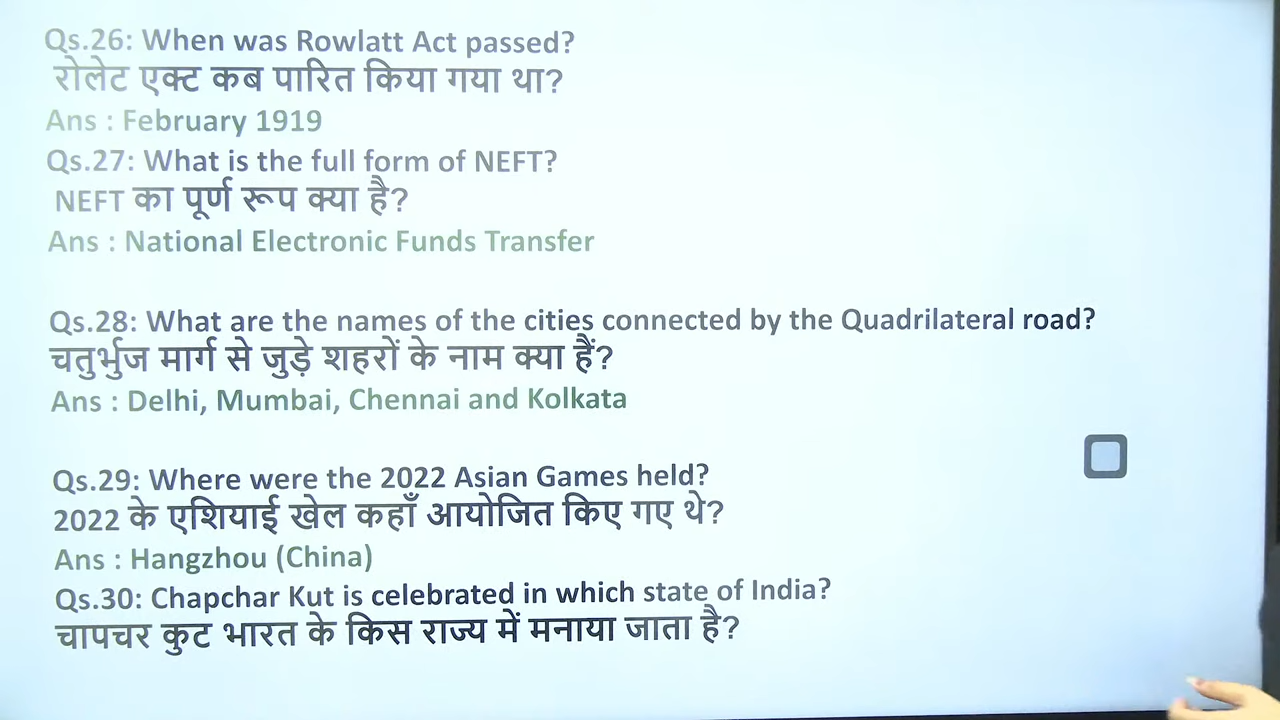 Qs.26: When was Rowlatt Act passed?
रोलेट एक्ट कब पारित किया गया था?
Ans : February 1919
Qs.27: What is the full form of NEFT?
NEFT का पूर्ण रूप क्या है?
Ans : National Electronic Funds Transfer
Qs.28: What are the names of the cities connected by the Quadrilateral road?
चतुर्भुज मार्ग से जुड़े शहरों के नाम क्या हैं?
Ans : Delhi, Mumbai, Chennai and Kolkata
Qs.29: Where were the 2022 Asian Games held?
2022 के एशियाई खेल कहाँ आयोजित किए गए थे?
Ans : Hangzhou (China)
Qs.30: Chapchar Kut is celebrated in which state of India?
चापचर कुट भारत के किस राज्य में मनाया जाता है?